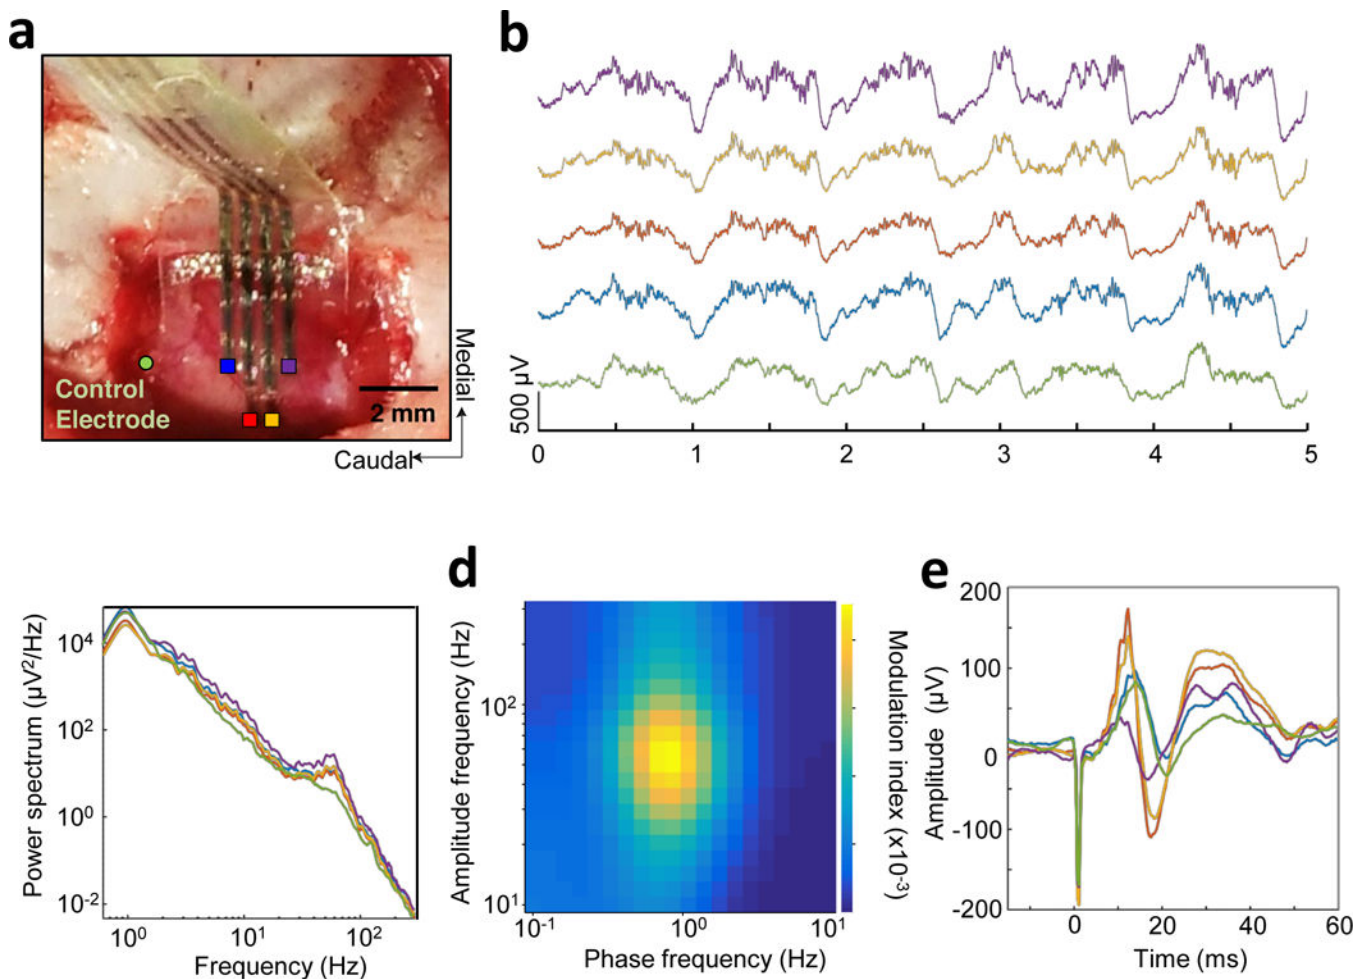 a
Control
Electrode
2 mm
Medial
Caudal
b
500 µV
0 1 2 3 4 5
Power spectrum (µV²/Hz)
10⁴
10²
10⁰
10⁻²
10⁰ 10¹ 10²
Frequency (Hz)
d
Amplitude frequency (Hz)
10²
10¹
10⁻¹ 10⁰ 10¹
Phase frequency (Hz)
Modulation index (x10⁻³)
e
Amplitude (µV)
200
100
0
-100
-200
0 20 40 60
Time (ms)